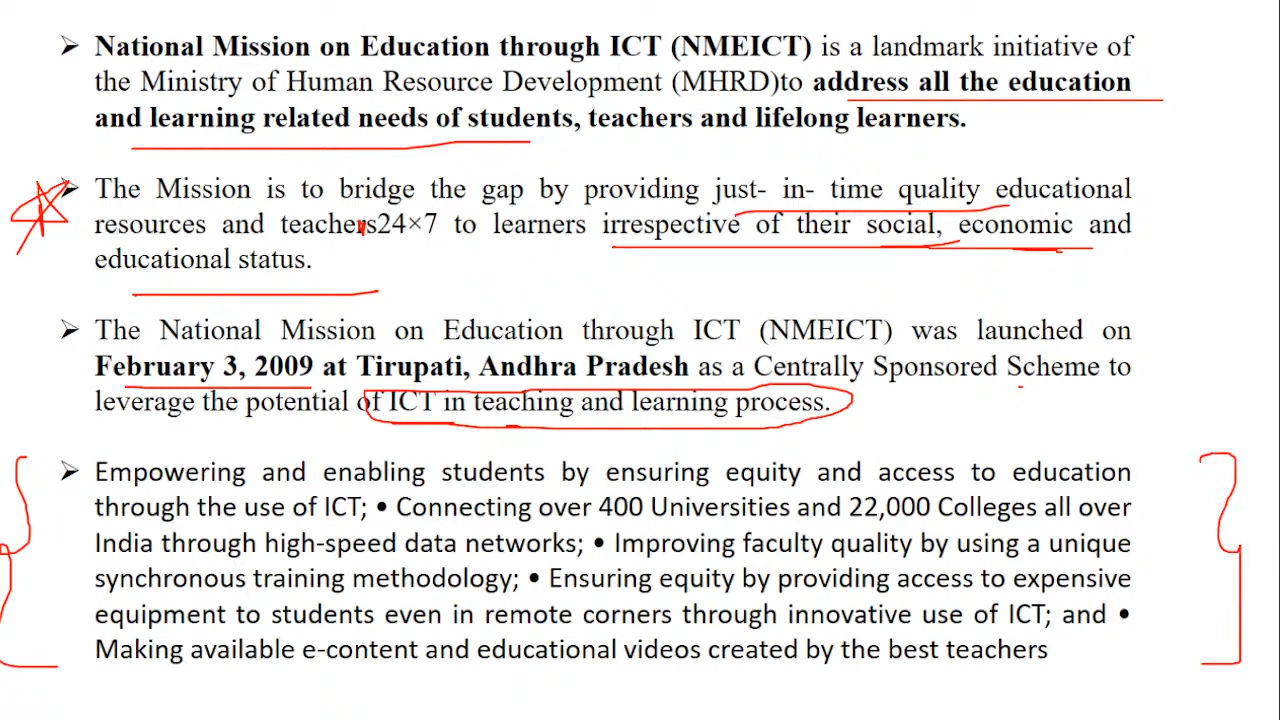 ➢ National Mission on Education through ICT (NMEICT) is a landmark initiative of
the Ministry of Human Resource Development (MHRD)to address all the education
and learning related needs of students, teachers and lifelong learners.
➢ The Mission is to bridge the gap by providing just- in- time quality educational
resources and teachers24×7 to learners irrespective of their social, economic and
educational status.
➢ The National Mission on Education through ICT (NMEICT) was launched on
February 3, 2009 at Tirupati, Andhra Pradesh as a Centrally Sponsored Scheme to
leverage the potential of ICT in teaching and learning process.
➢ Empowering and enabling students by ensuring equity and access to education
through the use of ICT; • Connecting over 400 Universities and 22,000 Colleges all over
India through high-speed data networks; • Improving faculty quality by using a unique
synchronous training methodology; • Ensuring equity by providing access to expensive
equipment to students even in remote corners through innovative use of ICT; and •
Making available e-content and educational videos created by the best teachers